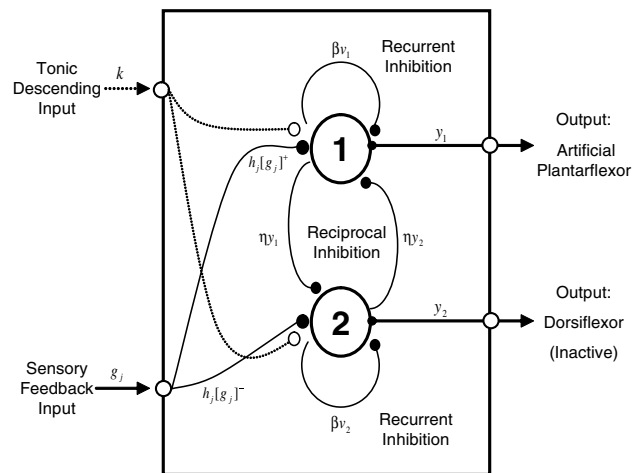 βv₁
Recurrent
Inhibition
Tonic
Descending
Input
k
1
y₁
Output:
Artificial
Plantarflexor
hⱼ[gⱼ]⁺
ηy₁
Reciprocal
Inhibition
ηy₂
2
y₂
Output:
Dorsiflexor
(Inactive)
Sensory
Feedback
Input
gⱼ
hⱼ[gⱼ]⁻
βv₂
Recurrent
Inhibition